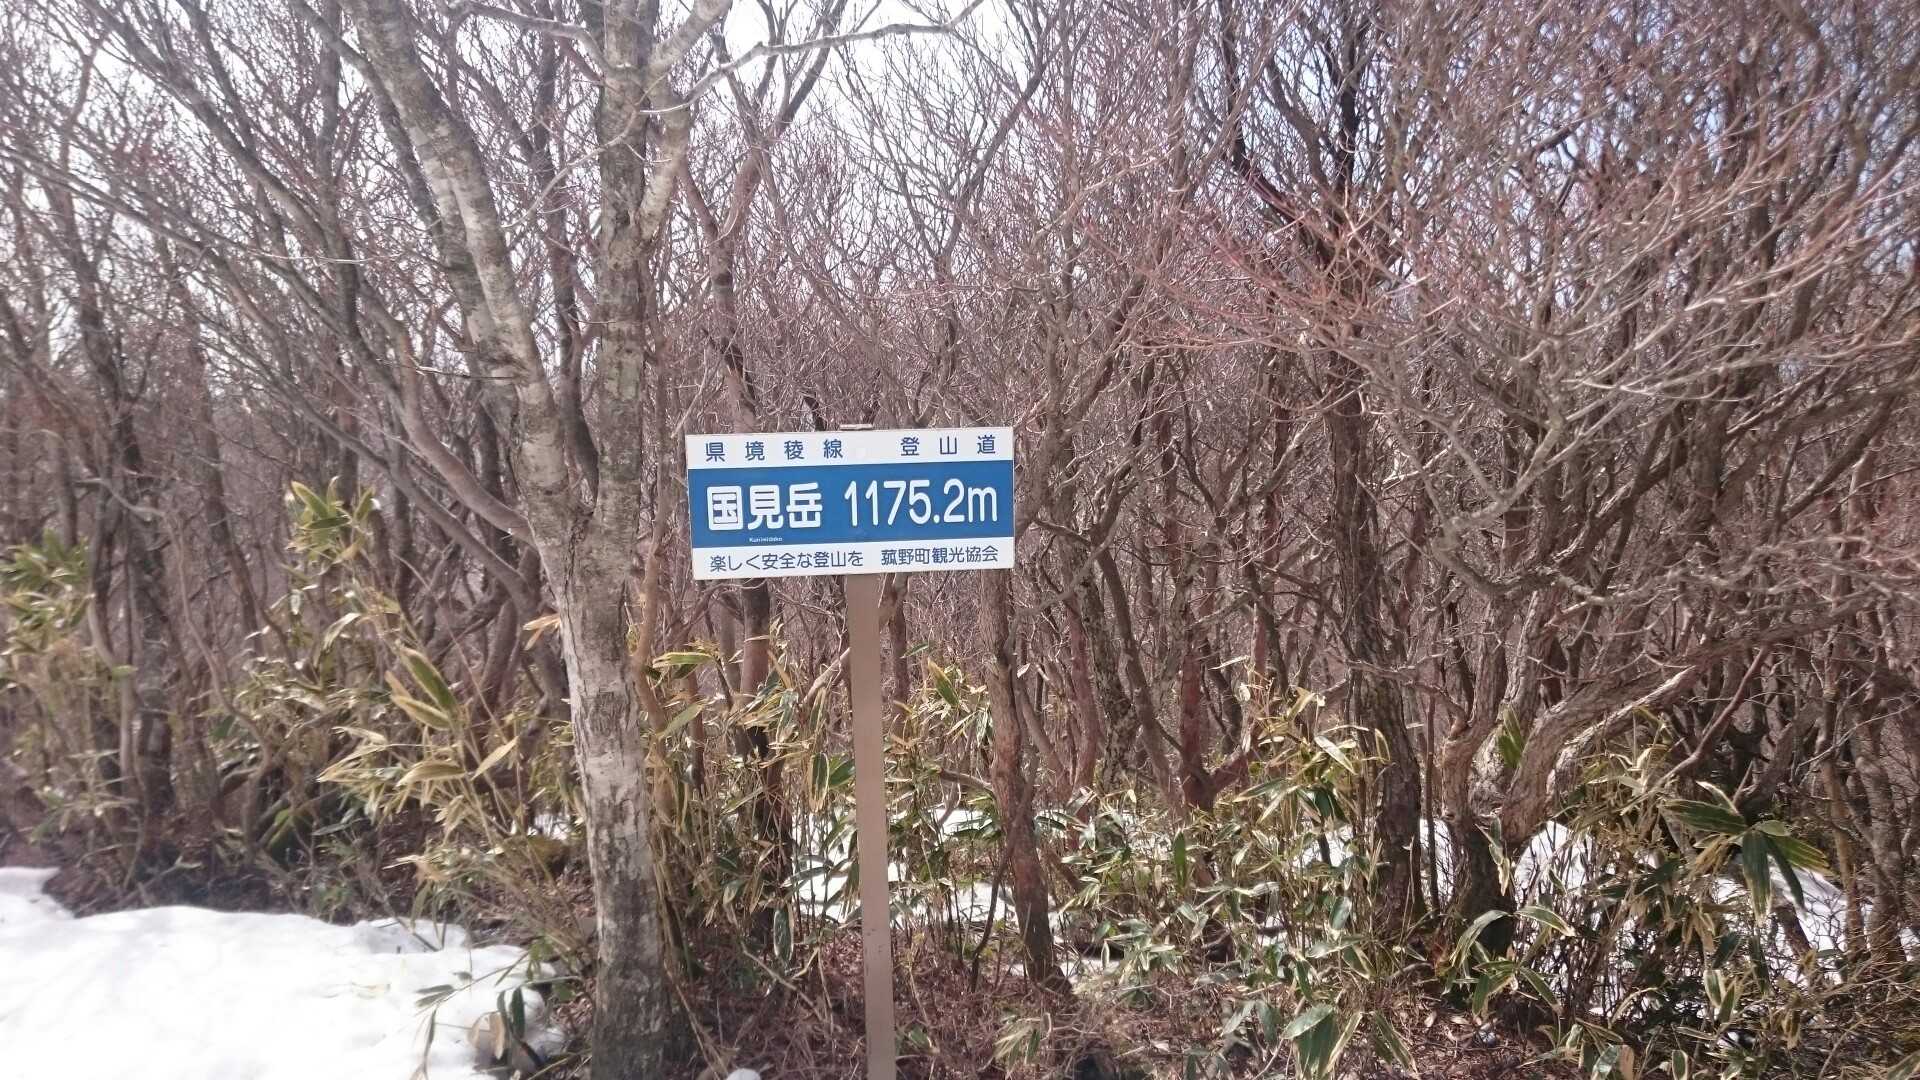 県境稜線 登山道
国見岳 1175.2m
Kunimidake
楽しく安全な登山を 菰野町観光協会